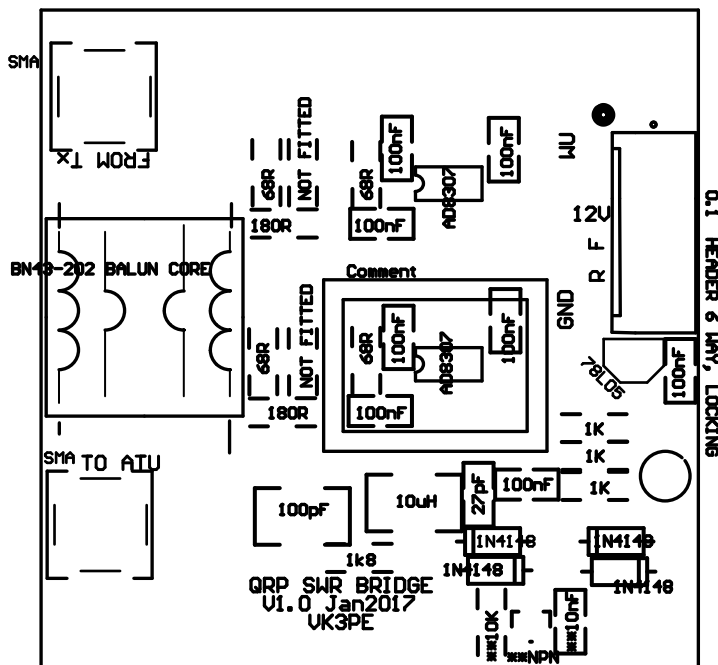 SMA
FROM Tx
68R
NOT FITTED
180R
68R
100nF
100nF
AD8307
100nF
WU
12V
F
R
GND
0.1 HEADER 6 WAY, LOCKING
BN43-202 BALUN CORE
Comment
68R
NOT FITTED
180R
68R
100nF
100nF
AD8307
100nF
78L05
100nF
1K
1K
1K
SMA
TO ATU
100pF
10uH
27pF
100nF
1k8
1N4148
1N4148
1N4148
1N4148
QRP SWR BRIDGE
V1.0 Jan2017
VK3PE
**10K
**NPN
**10nF